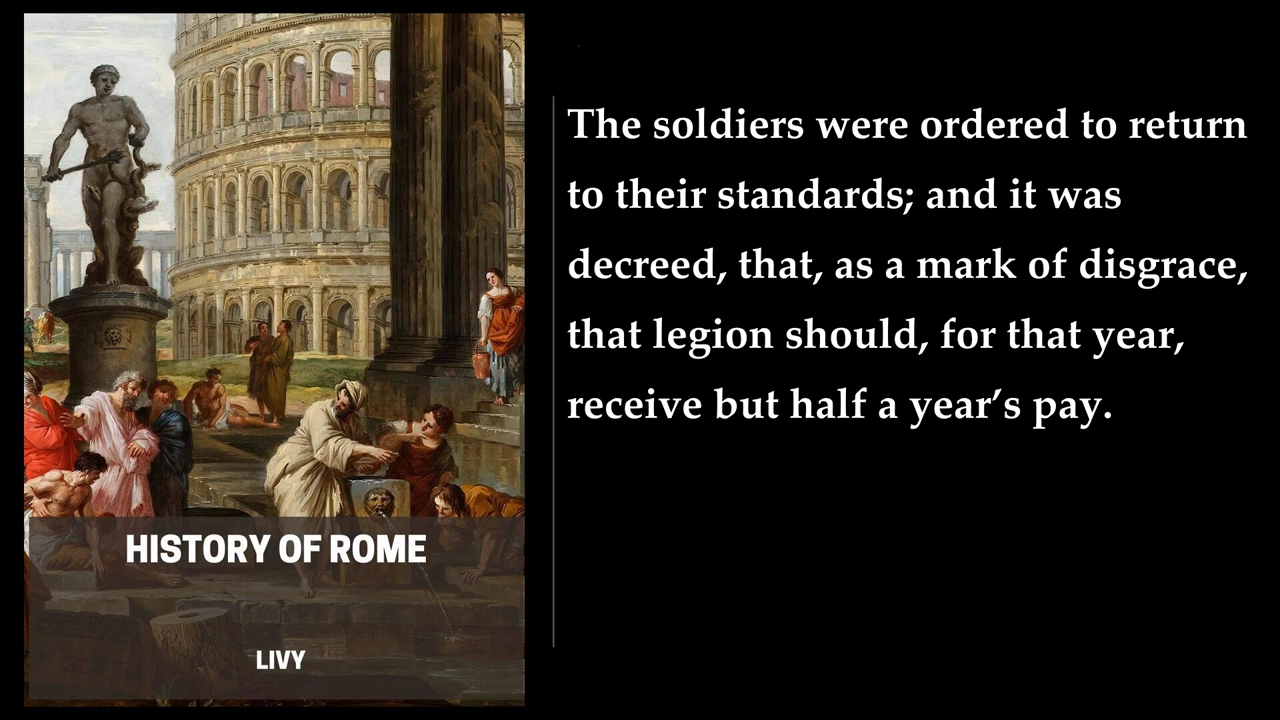 The soldiers were ordered to return
to their standards; and it was
decreed, that, as a mark of disgrace,
that legion should, for that year,
receive but half a year’s pay.
HISTORY OF ROME
LIVY